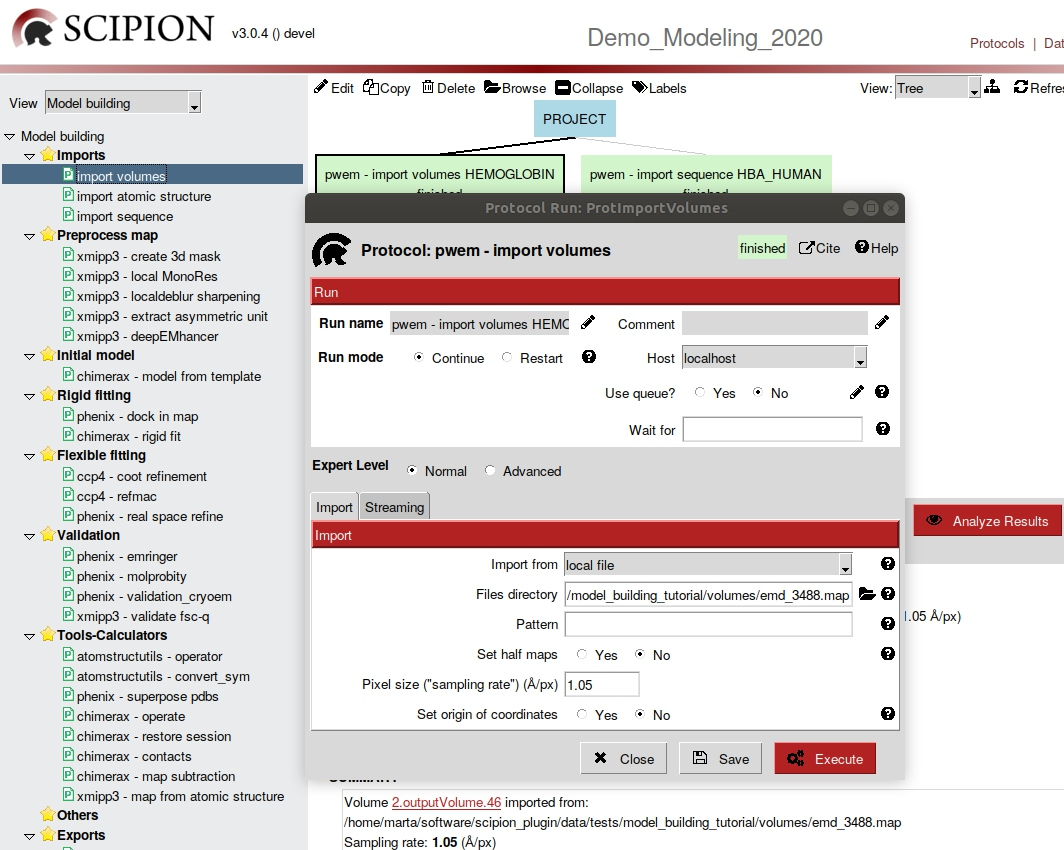 SCIPION v3.0.4 () devel
Demo_Modeling_2020
Protocols | Dat
View Model building
Edit Copy Delete Browse Collapse Labels View: Tree Refre
Model building
Imports
import volumes
import atomic structure
import sequence
Preprocess map
xmipp3 - create 3d mask
xmipp3 - local MonoRes
xmipp3 - localdeblur sharpening
xmipp3 - extract asymmetric unit
xmipp3 - deepEMhancer
Initial model
chimerax - model from template
Rigid fitting
phenix - dock in map
chimerax - rigid fit
Flexible fitting
ccp4 - coot refinement
ccp4 - refmac
phenix - real space refine
Validation
phenix - emringer
phenix - molprobity
phenix - validation_cryoem
xmipp3 - validate fsc-q
Tools-Calculators
atomstructutils - operator
atomstructutils - convert_sym
phenix - superpose pdbs
chimerax - operate
chimerax - restore session
chimerax - contacts
chimerax - map subtraction
xmipp3 - map from atomic structure
Others
Exports
PROJECT
pwem - import volumes HEMOGLOBIN
finished
pwem - import sequence HBA_HUMAN
finished
Protocol Run: ProtImportVolumes
Protocol: pwem - import volumes
finished Cite Help
Run
Run name pwem - import volumes HEMO Comment
Run mode Continue Restart Host localhost
Use queue? Yes No
Wait for
Expert Level Normal Advanced
Import Streaming
Import
Import from local file
Files directory /model_building_tutorial/volumes/emd_3488.map
Pattern
Set half maps Yes No
Pixel size ("sampling rate") (Å/px) 1.05
Set origin of coordinates Yes No
Close Save Execute
Analyze Results
1.05 Å/px)
SUMMARY
Volume 2.outputVolume.46 imported from:
/home/marta/software/scipion_plugin/data/tests/model_building_tutorial/volumes/emd_3488.map
Sampling rate: 1.05 (Å/px)